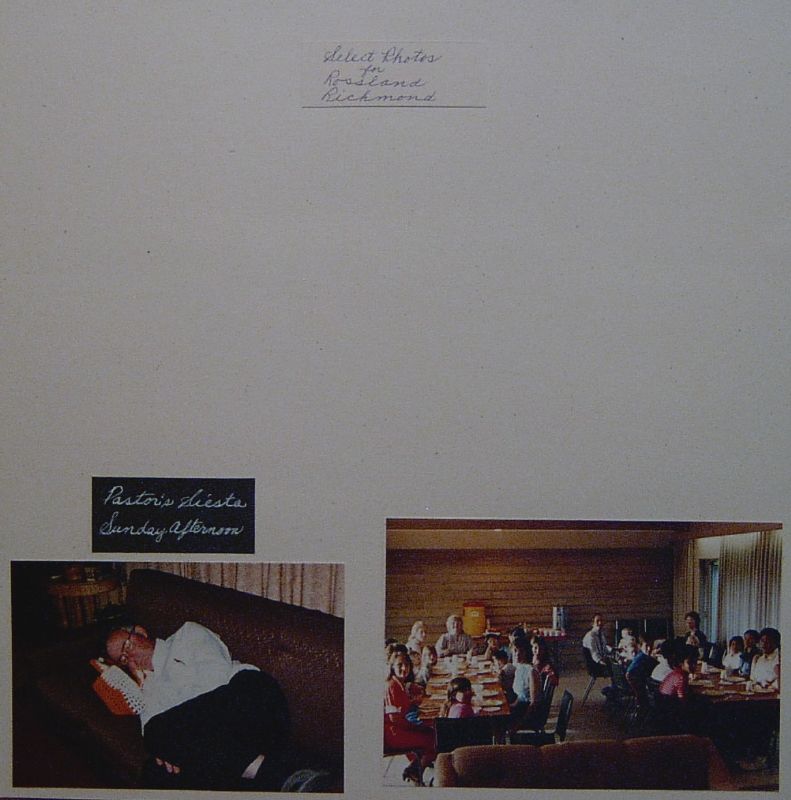 Select Photos
for
Rossland
Richmond
Pastor's Siesta
Sunday Afternoon